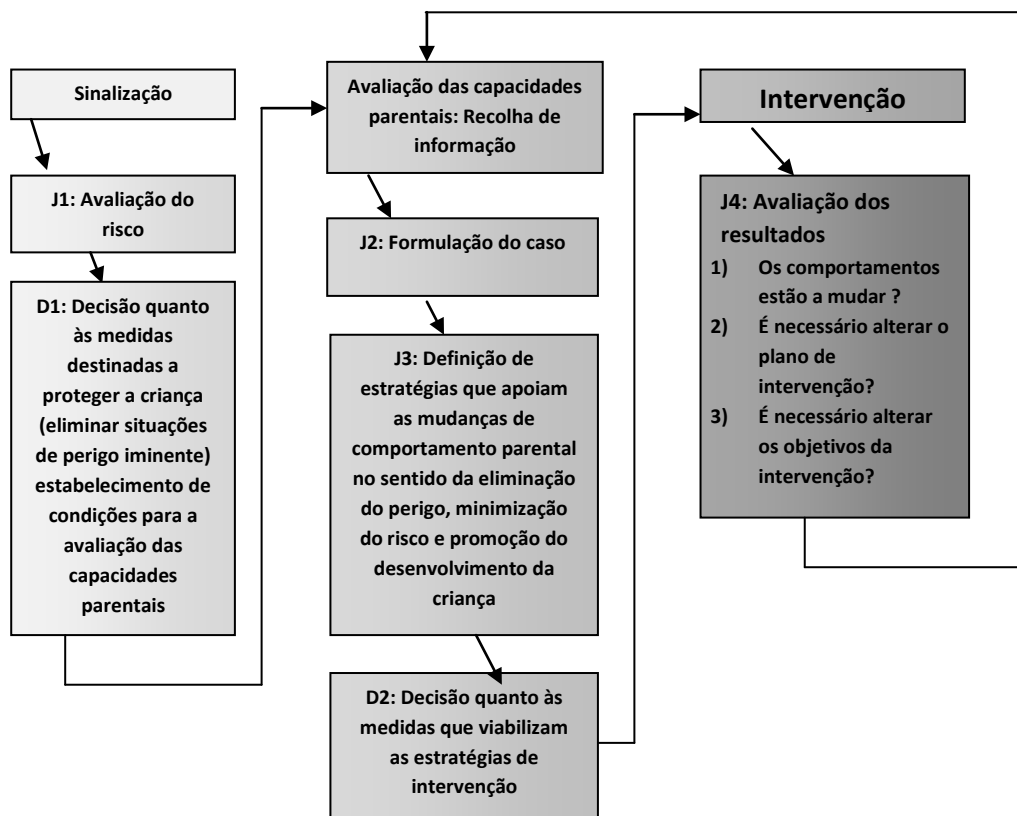 Sinalização
J1: Avaliação do
risco
D1: Decisão quanto
às medidas
destinadas a
proteger a criança
(eliminar situações
de perigo iminente)
estabelecimento de
condições para a
avaliação das
capacidades
parentais
Avaliação das capacidades
parentais: Recolha de
informação
J2: Formulação do caso
J3: Definição de
estratégias que apoiam
as mudanças de
comportamento parental
no sentido da eliminação
do perigo, minimização
do risco e promoção do
desenvolvimento da
criança
D2: Decisão quanto às
medidas que viabilizam
as estratégias de
intervenção
Intervenção
J4: Avaliação dos
resultados
1) Os comportamentos
estão a mudar ?
2) É necessário alterar o
plano de
intervenção?
3) É necessário alterar
os objetivos da
intervenção?